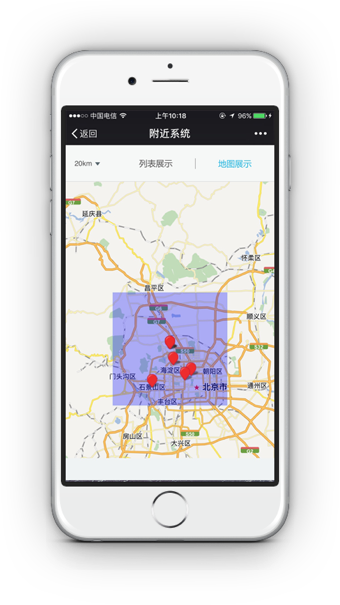 中国电信 上午10:18 96%
返回 附近系统
20km 列表展示 地图展示
延庆县
怀柔区
昌平区
顺义区
海淀区 朝阳区
门头沟区
石景山区 北京市 通州区
丰台区
房山区
大兴区